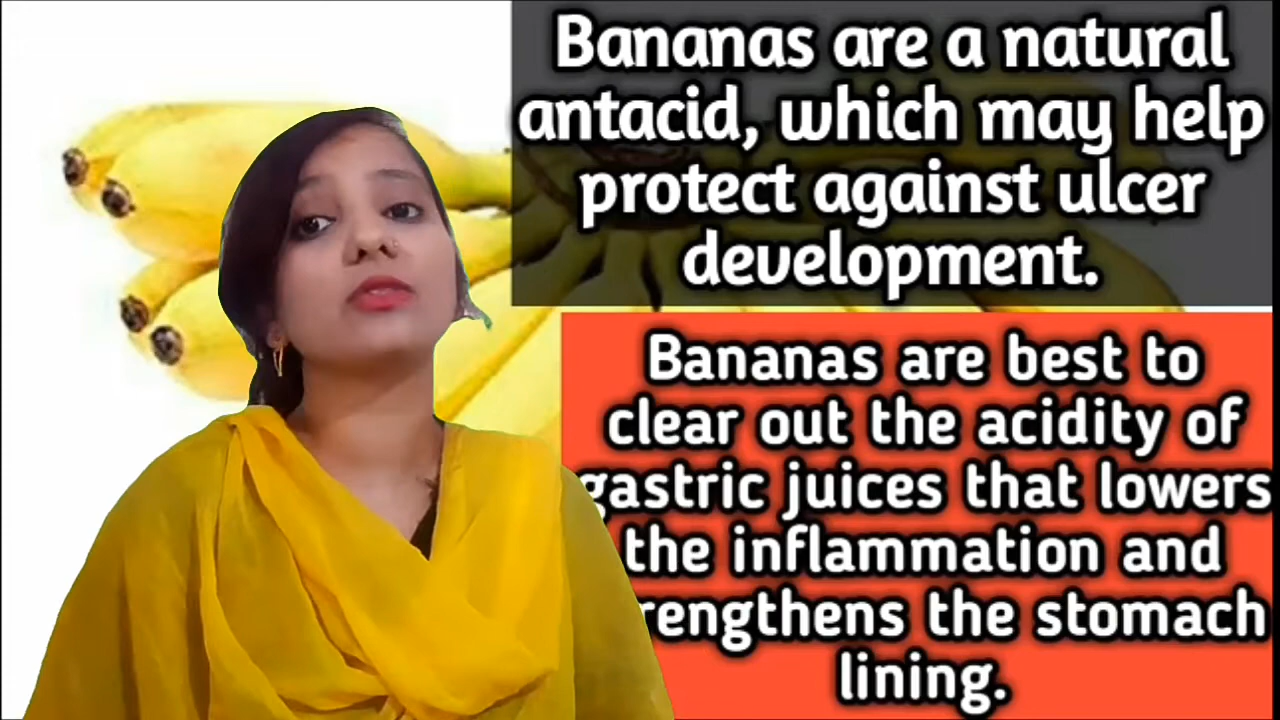 Bananas are a natural
antacid, which may help
protect against ulcer
development.
Bananas are best to
clear out the acidity of
gastric juices that lowers
the inflammation and
rengthens the stomach
lining.